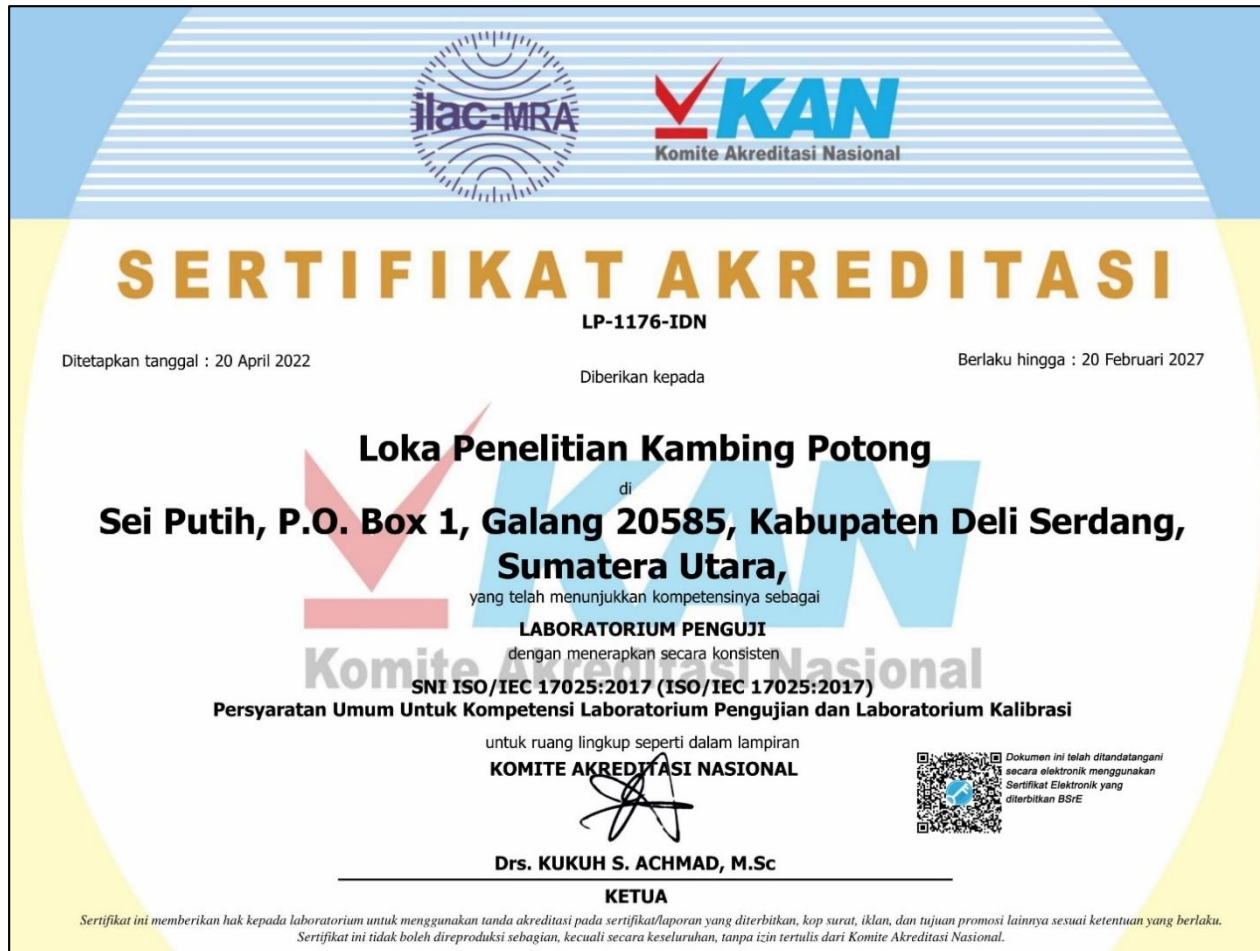 ilac-MRA
KAN
Komite Akreditasi Nasional
SERTIFIKAT AKREDITASI
LP-1176-IDN
Ditetapkan tanggal : 20 April 2022
Berlaku hingga : 20 Februari 2027
Diberikan kepada
Loka Penelitian Kambing Potong
di
Sei Putih, P.O. Box 1, Galang 20585, Kabupaten Deli Serdang,
Sumatera Utara,
yang telah menunjukkan kompetensinya sebagai
LABORATORIUM PENGUJI
dengan menerapkan secara konsisten
KAN
Komite Akreditasi Nasional
SNI ISO/IEC 17025:2017 (ISO/IEC 17025:2017)
Persyaratan Umum Untuk Kompetensi Laboratorium Pengujian dan Laboratorium Kalibrasi
untuk ruang lingkup seperti dalam lampiran
KOMITE AKREDITASI NASIONAL
Dokumen ini telah ditandatangani
secara elektronik menggunakan
Sertifikat Elektronik yang
diterbitkan BSrE
Drs. KUKUH S. ACHMAD, M.Sc
KETUA
Sertifikat ini memberikan hak kepada laboratorium untuk menggunakan tanda akreditasi pada sertifikat/laporan yang diterbitkan, kop surat, iklan, dan tujuan promosi lainnya sesuai ketentuan yang berlaku.
Sertifikat ini tidak boleh direproduksi sebagian, kecuali secara keseluruhan, tanpa izin tertulis dari Komite Akreditasi Nasional.